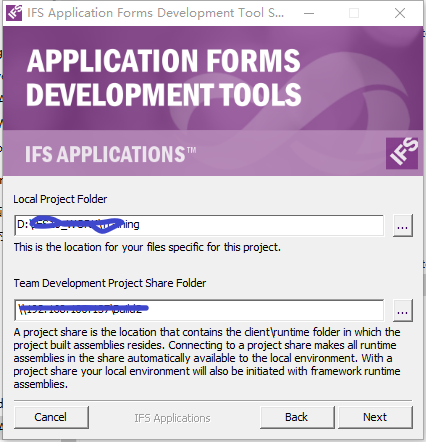 IFS Application Forms Development Tool S...
APPLICATION FORMS
DEVELOPMENT TOOLS
IFS APPLICATIONS™
IFS
Local Project Folder
D:\ning
...
This is the location for your files specific for this project.
Team Development Project Share Folder
...
A project share is the location that contains the client\runtime folder in which the
project built assemblies resides. Connecting to a project share makes all runtime
assemblies in the share automatically available to the local environment. With a
project share your local environment will also be initiated with framework runtime
assemblies.
Cancel
IFS Applications
Back
Next